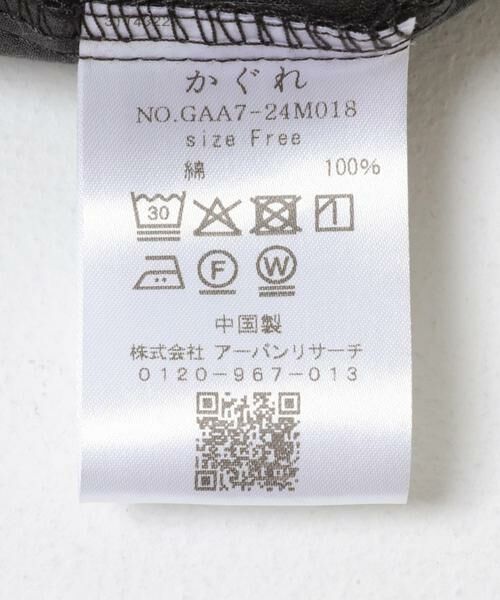 かぐれ
NO.GAA7-24M018
size Free
綿 100%
30
F W
中国製
株式会社 アーバンリサーチ
0120-967-013